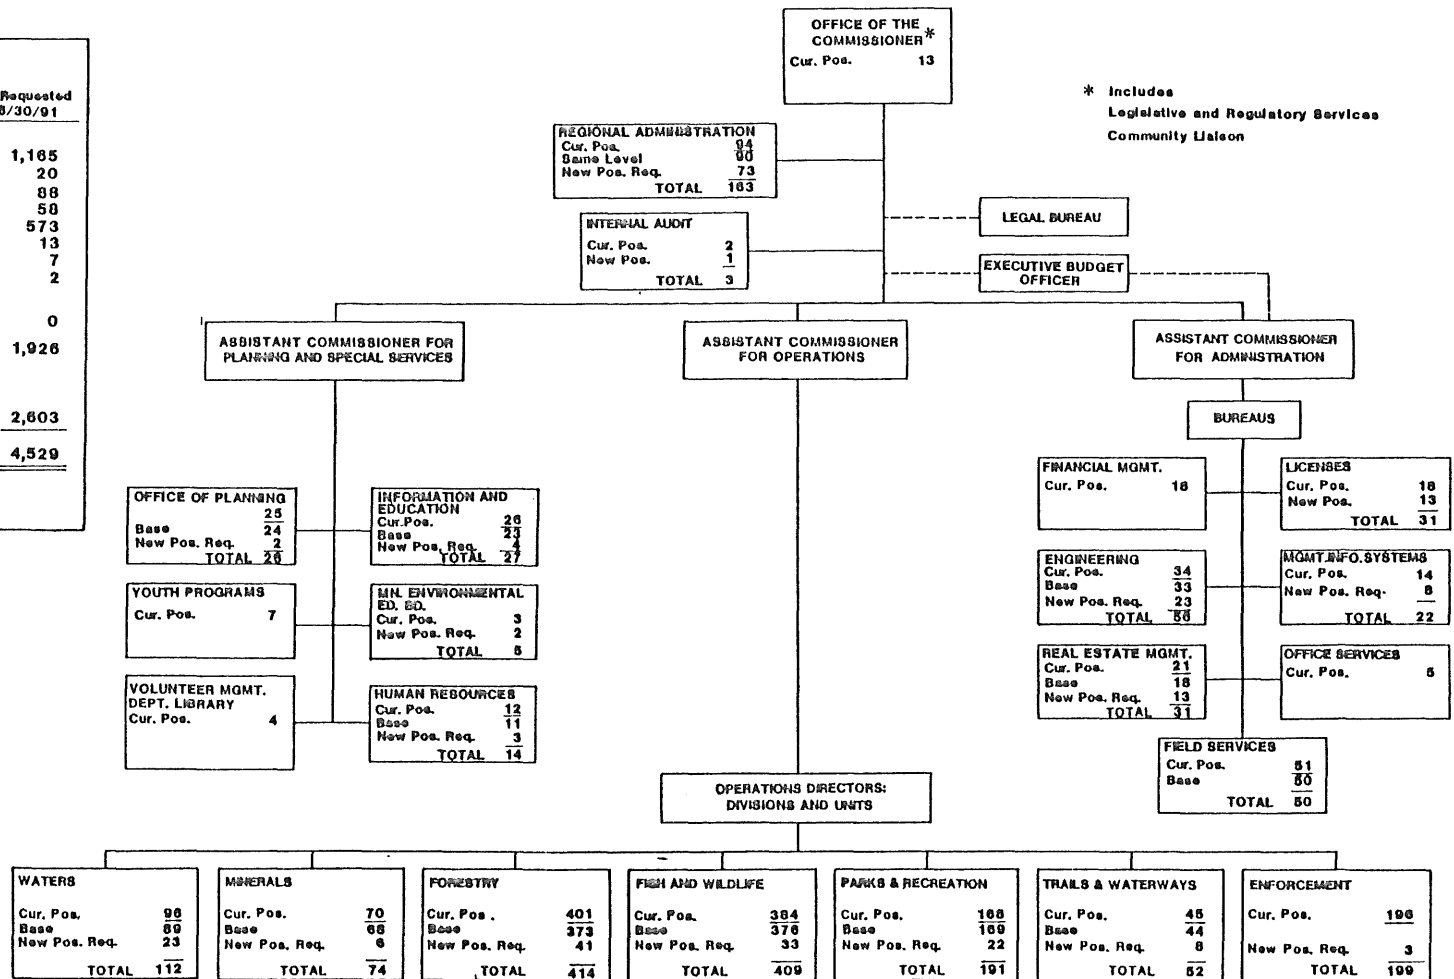 Requested
6/30/91
1,165
20
88
58
573
13
7
2
0
1,926
2,603
4,529
OFFICE OF THE
COMMISSIONER*
Cur. Pos. 13
* Includes
Legislative and Regulatory Services
Community Liaison
REGIONAL ADMINISTRATION
Cur. Pos. 94
Same Level 90
New Pos. Req. 73
TOTAL 163
INTERNAL AUDIT
Cur. Pos. 2
New Pos. 1
TOTAL 3
LEGAL BUREAU
EXECUTIVE BUDGET
OFFICER
ASSISTANT COMMISSIONER FOR
PLANNING AND SPECIAL SERVICES
ASSISTANT COMMISSIONER
FOR OPERATIONS
ASSISTANT COMMISSIONER
FOR ADMINISTRATION
BUREAUS
OFFICE OF PLANNING
25
Base 24
New Pos. Req. 2
TOTAL 26
INFORMATION AND
EDUCATION
Cur.Pos. 26
Base 23
New Pos. Req. 4
TOTAL 27
YOUTH PROGRAMS
Cur. Pos. 7
MN. ENVIRONMENTAL
ED. BD.
Cur. Pos. 3
New Pos. Req. 2
TOTAL 5
VOLUNTEER MGMT.
DEPT. LIBRARY
Cur. Pos. 4
HUMAN RESOURCES
Cur. Pos. 12
Base 11
New Pos. Req. 3
TOTAL 14
FINANCIAL MGMT.
Cur. Pos.
LICENSES
Cur. Pos. 18
New Pos. 13
TOTAL 31
ENGINEERING
Cur. Pos. 34
Base 33
New Pos. Req. 23
TOTAL 56
MGMT.INFO.SYSTEMS
Cur. Pos. 14
New Pos. Req. 8
TOTAL 22
REAL ESTATE MGMT.
Cur. Pos. 21
Base 18
New Pos. Req. 13
TOTAL 31
OFFICE SERVICES
Cur. Pos. 5
FIELD SERVICES
Cur. Pos. 51
Base 50
TOTAL 50
OPERATIONS DIRECTORS:
DIVISIONS AND UNITS
WATERS
Cur. Pos. 96
Base 89
New Pos. Req. 23
TOTAL 112
MINERALS
Cur. Pos. 70
Base 68
New Pos. Req. 6
TOTAL 74
FORESTRY
Cur. Pos. 401
Base 373
New Pos. Req. 41
TOTAL 414
FISH AND WILDLIFE
Cur. Pos. 384
Base 376
New Pos. Req. 33
TOTAL 409
PARKS & RECREATION
Cur. Pos. 168
Base 169
New Pos. Req. 22
TOTAL 191
TRAILS & WATERWAYS
Cur. Pos. 45
Base 44
New Pos. Req. 8
TOTAL 52
ENFORCEMENT
Cur. Pos. 196
New Pos. Req. 3
TOTAL 199